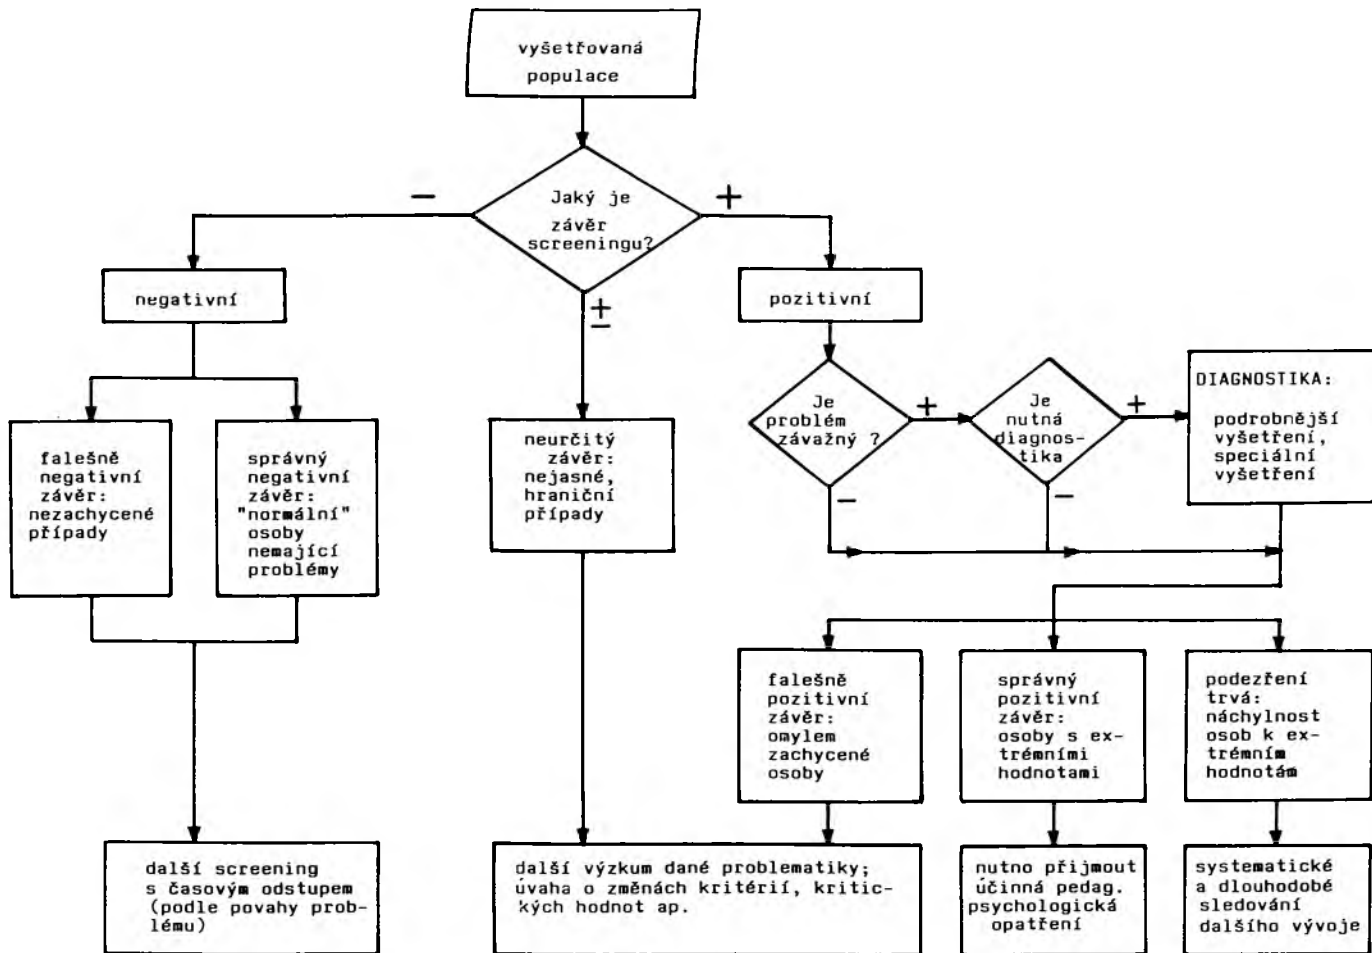 vyšetřovaná
populace
Jaký je
závěr
screeningu?
−
+
±
negativní
pozitivní
falešně
negativní
závěr:
nezachycené
případy
správný
negativní
závěr:
"normální"
osoby
nemající
problémy
neurčitý
závěr:
nejasné,
hraniční
případy
Je
problém
závažný ?
+
−
Je
nutná
diagnos-
tika
+
−
DIAGNOSTIKA:
podrobnější
vyšetření,
speciální
vyšetření
falešně
pozitivní
závěr:
omylem
zachycené
osoby
správný
pozitivní
závěr:
osoby s ex-
trémními
hodnotami
podezření
trvá:
náchylnost
osob k ex-
trémním
hodnotám
další screening
s časovým odstupem
(podle povahy prob-
lému)
další výzkum dané problematiky;
úvaha o změnách kritérií, kritic-
kých hodnot ap.
nutno přijmout
účinná pedag.
psychologická
opatření
systematické
a dlouhodobé
sledování
dalšího vývoje